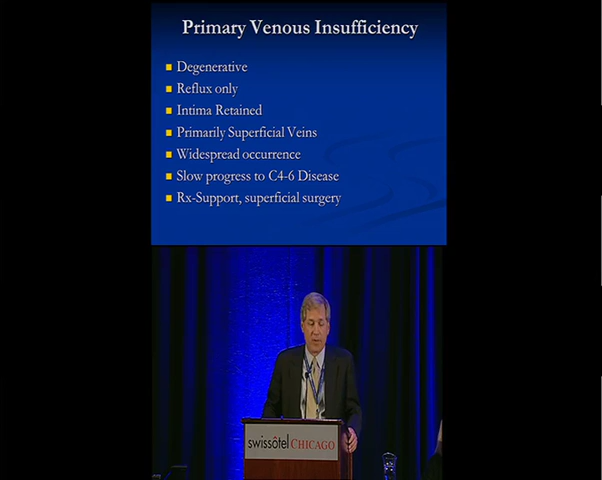 Primary Venous Insufficiency
Degenerative
Reflux only
Intima Retained
Primarily Superficial Veins
Widespread occurrence
Slow progress to C4-6 Disease
Rx-Support, superficial surgery
swissôtel CHICAGO